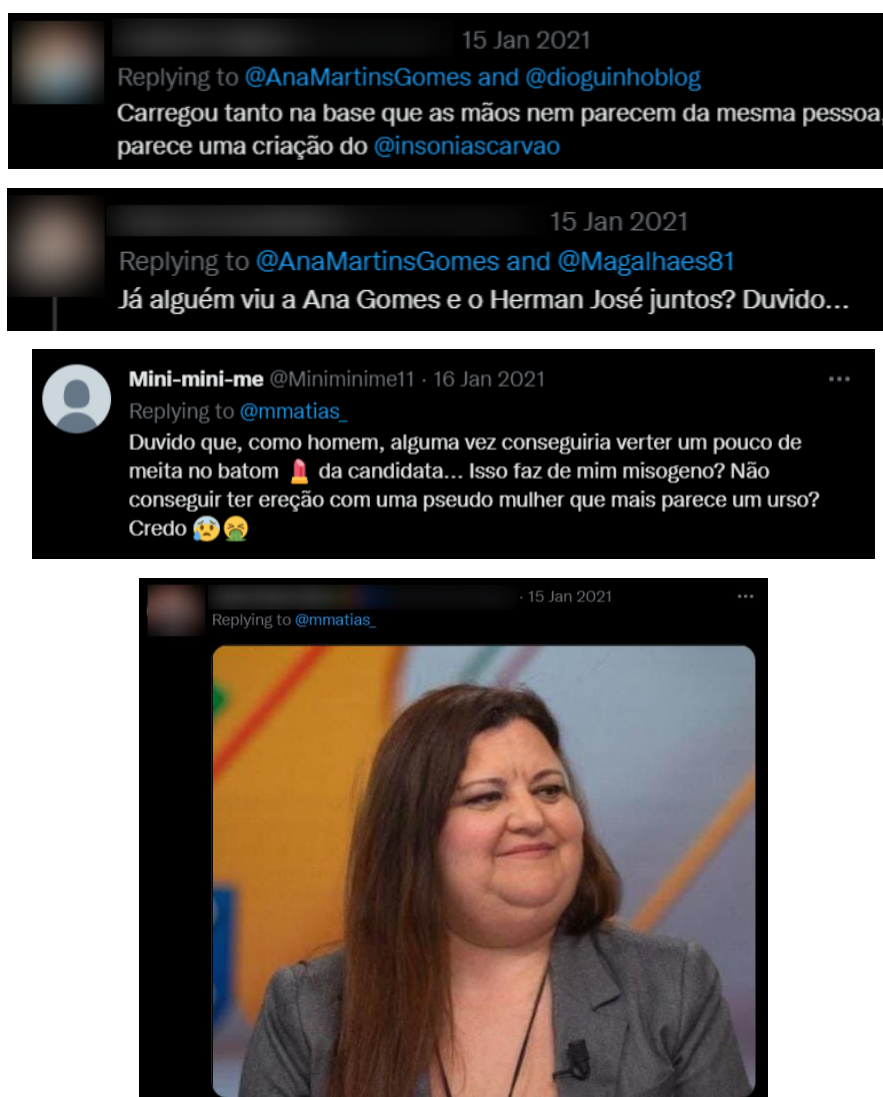 15 Jan 2021
Replying to @AnaMartinsGomes and @dioguinhoblog
Carregou tanto na base que as mãos nem parecem da mesma pessoa,
parece uma criação do @insoniascarvao
15 Jan 2021
Replying to @AnaMartinsGomes and @Magalhaes81
Já alguém viu a Ana Gomes e o Herman José juntos? Duvido...
Mini-mini-me @Miniminime11 · 16 Jan 2021
Replying to @mmatias_
Duvido que, como homem, alguma vez conseguiria verter um pouco de
meita no batom 💄 da candidata... Isso faz de mim misogeno? Não
conseguir ter ereção com uma pseudo mulher que mais parece um urso?
Credo 😰🤮
· 15 Jan 2021
Replying to @mmatias_